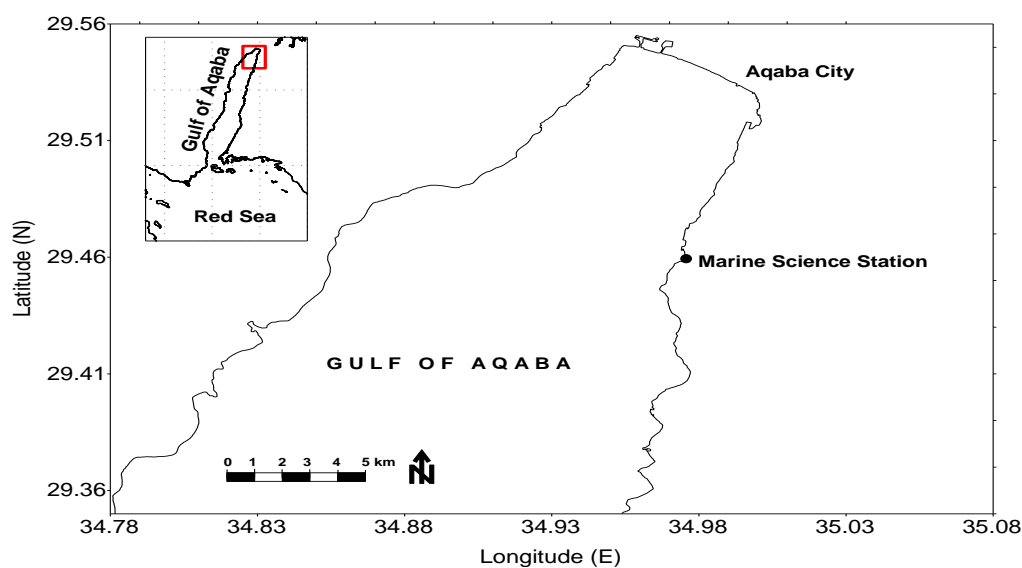 29.56
29.51
29.46
29.41
29.36
Latitude (N)
Gulf of Aqaba
Red Sea
Aqaba City
Marine Science Station
GULF OF AQABA
0 1 2 3 4 5 km
N
34.78 34.83 34.88 34.93 34.98 35.03 35.08
Longitude (E)